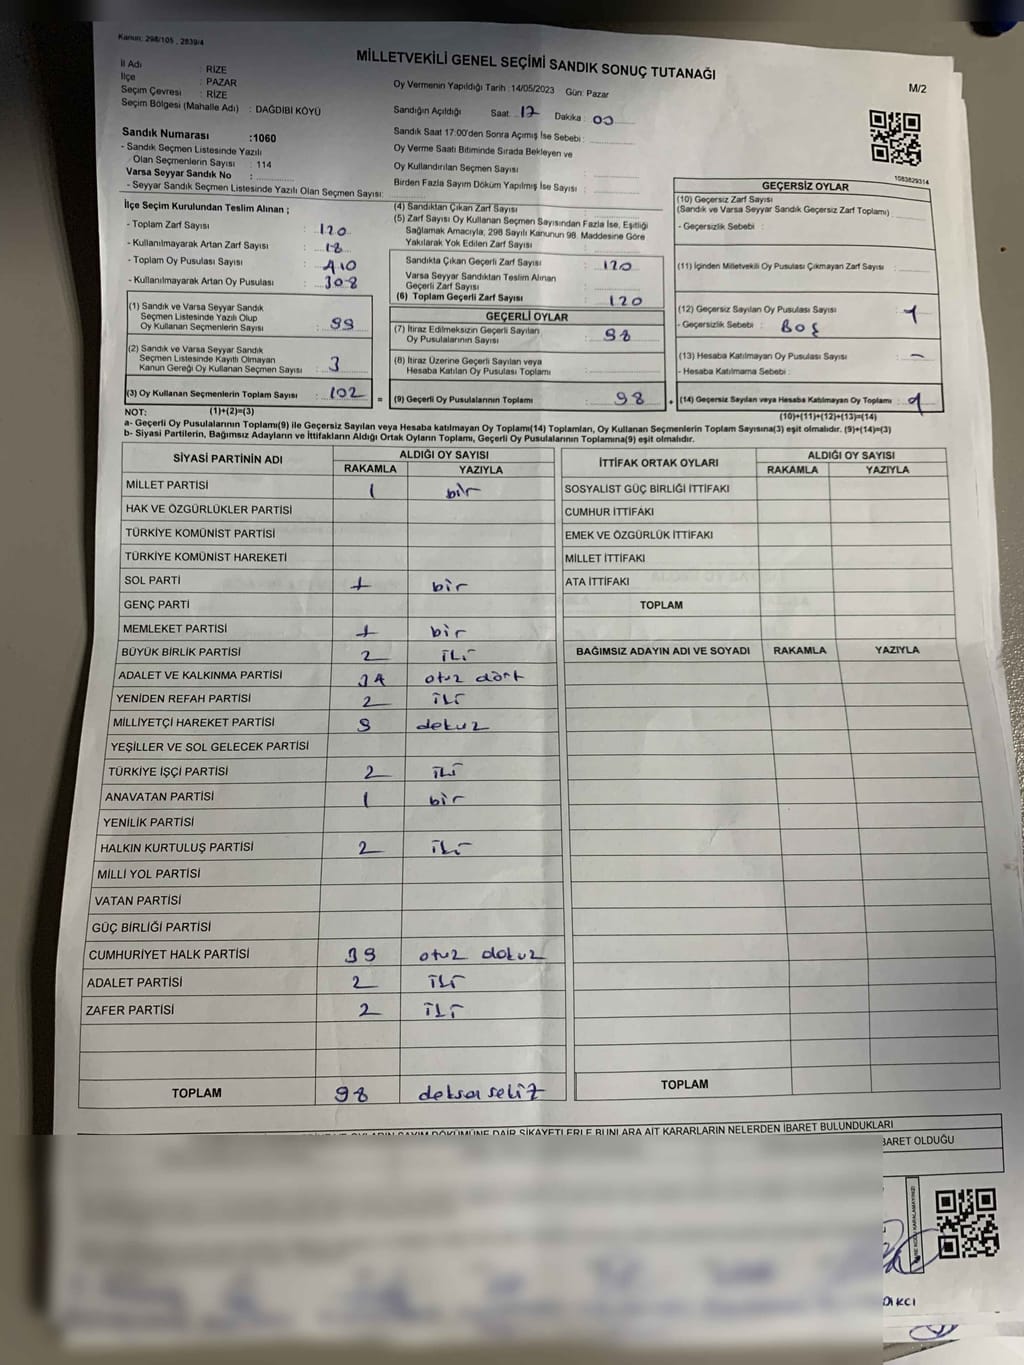 Kanun: 298/105 , 2839/4
MİLLETVEKİLİ GENEL SEÇİMİ SANDIK SONUÇ TUTANAĞI
M/2
İl Adı : RİZE
İlçe : PAZAR
Seçim Çevresi : RİZE
Seçim Bölgesi (Mahalle Adı) : DAĞDIBI KÖYÜ
Oy Vermenin Yapıldığı Tarih : 14/05/2023 Gün: Pazar
Sandığın Açıldığı Saat 17 Dakika : 00
Sandık Saat 17:00'den Sonra Açımış İse Sebebi :
Oy Verme Saati Bitiminde Sırada Bekleyen ve
Oy Kullandırılan Seçmen Sayısı :
Birden Fazla Sayım Döküm Yapılmış İse Sayısı :
1083829314
Sandık Numarası :1060
- Sandık Seçmen Listesinde Yazılı
Olan Seçmenlerin Sayısı : 114
Varsa Seyyar Sandık No :
- Seyyar Sandık Seçmen Listesinde Yazılı Olan Seçmen Sayısı:
İlçe Seçim Kurulundan Teslim Alınan ;
- Toplam Zarf Sayısı : 120
- Kullanılmayarak Artan Zarf Sayısı : 18
- Toplam Oy Pusulası Sayısı : 410
- Kullanılmayarak Artan Oy Pusulası : 308
(1) Sandık ve Varsa Seyyar Sandık
Seçmen Listesinde Yazılı Olup
Oy Kullanan Seçmenlerin Sayısı : 99
(2) Sandık ve Varsa Seyyar Sandık
Seçmen Listesinde Kayıtlı Olmayan
Kanun Gereği Oy Kullanan Seçmen Sayısı : 3
(3) Oy Kullanan Seçmenlerin Toplam Sayısı : 102 =
(1)+(2)=(3)
(4) Sandıktan Çıkan Zarf Sayısı
(5) Zarf Sayısı Oy Kullanan Seçmen Sayısından Fazla İse, Eşitliği
Sağlamak Amacıyla, 298 Sayılı Kanunun 98. Maddesine Göre
Yakılarak Yok Edilen Zarf Sayısı :
Sandıkta Çıkan Geçerli Zarf Sayısı : 120
Varsa Seyyar Sandıktan Teslim Alınan
Geçerli Zarf Sayısı :
(6) Toplam Geçerli Zarf Sayısı : 120
GEÇERLİ OYLAR
(7) İtiraz Edilmeksizin Geçerli Sayılan
Oy Pusulalarının Sayısı : 98
(8) İtiraz Üzerine Geçerli Sayılan veya
Hesaba Katılan Oy Pusulası Toplamı :
(9) Geçerli Oy Pusulalarının Toplamı : 98 +
GEÇERSİZ OYLAR
(10) Geçersiz Zarf Sayısı
(Sandık ve Varsa Seyyar Sandık Geçersiz Zarf Toplamı)
- Geçersizlik Sebebi :
(11) İçinden Milletvekili Oy Pusulası Çıkmayan Zarf Sayısı :
(12) Geçersiz Sayılan Oy Pusulası Sayısı :
- Geçersizlik Sebebi : BOŞ
(13) Hesaba Katılmayan Oy Pusulası Sayısı : -
- Hesaba Katılmama Sebebi :
(14) Geçersiz Sayılan veya Hesaba Katılmayan Oy Toplamı :
(10)+(11)+(12)+(13)=(14)
NOT:
a- Geçerli Oy Pusulalarının Toplamı(9) ile Geçersiz Sayılan veya Hesaba katılmayan Oy Toplamı(14) Toplamları, Oy Kullanan Seçmenlerin Toplam Sayısına(3) eşit olmalıdır. (9)+(14)=(3)
b- Siyasi Partilerin, Bağımsız Adayların ve İttifakların Aldığı Ortak Oyların Toplamı, Geçerli Oy Pusulalarının Toplamına(9) eşit olmalıdır.
SİYASİ PARTİNİN ADI ALDIĞI OY SAYISI
RAKAMLA YAZIYLA
MİLLET PARTİSİ 1 bir
HAK VE ÖZGÜRLÜKLER PARTİSİ
TÜRKİYE KOMÜNİST PARTİSİ
TÜRKİYE KOMÜNİST HAREKETİ
SOL PARTİ 1 bir
GENÇ PARTİ
MEMLEKET PARTİSİ 1 bir
BÜYÜK BİRLİK PARTİSİ 2 iki
ADALET VE KALKINMA PARTİSİ 34 otuz dört
YENİDEN REFAH PARTİSİ 2 iki
MİLLİYETÇİ HAREKET PARTİSİ 9 dokuz
YEŞİLLER VE SOL GELECEK PARTİSİ
TÜRKİYE İŞÇİ PARTİSİ 2 iki
ANAVATAN PARTİSİ 1 bir
YENİLİK PARTİSİ
HALKIN KURTULUŞ PARTİSİ 2 iki
MİLLİ YOL PARTİSİ
VATAN PARTİSİ
GÜÇ BİRLİĞİ PARTİSİ
CUMHURİYET HALK PARTİSİ 39 otuz dokuz
ADALET PARTİSİ 2 iki
ZAFER PARTİSİ 2 iki
TOPLAM 98 doksan sekiz
İTTİFAK ORTAK OYLARI ALDIĞI OY SAYISI
RAKAMLA YAZIYLA
SOSYALİST GÜÇ BİRLİĞİ İTTİFAKI
CUMHUR İTTİFAKI
EMEK VE ÖZGÜRLÜK İTTİFAKI
MİLLET İTTİFAKI
ATA İTTİFAKI
TOPLAM
BAĞIMSIZ ADAYIN ADI VE SOYADI RAKAMLA YAZIYLA
TOPLAM
DÖKÜMÜNE DAİR ŞİKAYETLERLE BUNLARA AİT KARARLARIN NELERDEN İBARET BULUNDUKLARI
BARET OLDUĞU